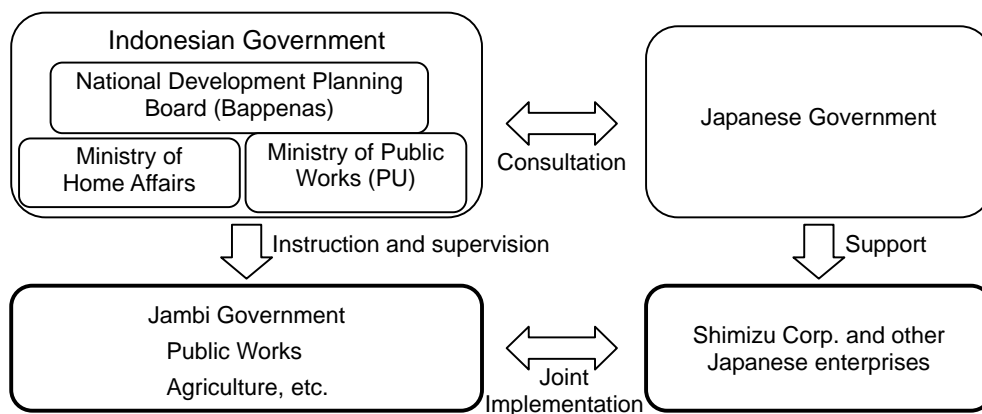 Indonesian Government
National Development Planning
Board (Bappenas)
Ministry of
Home Affairs
Ministry of Public
Works (PU)
Consultation
Japanese Government
Instruction and supervision
Support
Jambi Government
Public Works
Agriculture, etc.
Joint
Implementation
Shimizu Corp. and other
Japanese enterprises